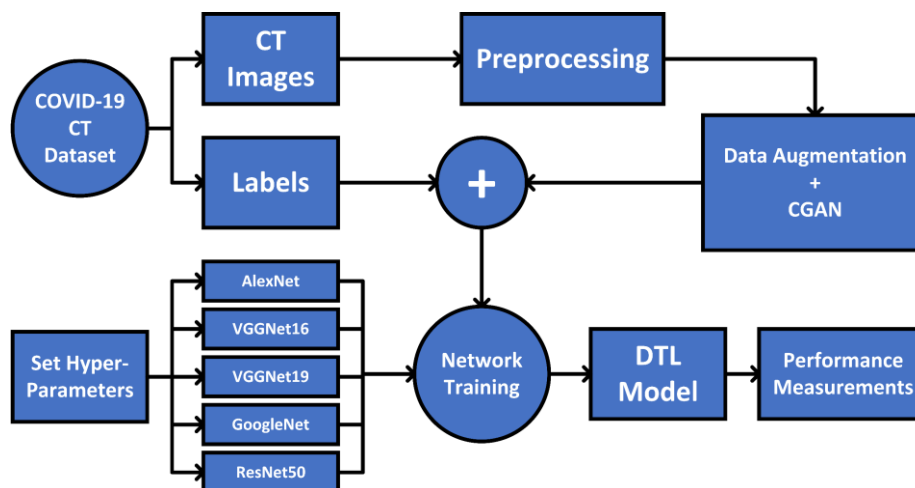 COVID-19
CT
Dataset
CT
Images
Preprocessing
Labels
+
Data Augmentation
+
CGAN
Set Hyper-
Parameters
AlexNet
VGGNet16
VGGNet19
GoogleNet
ResNet50
Network
Training
DTL
Model
Performance
Measurements